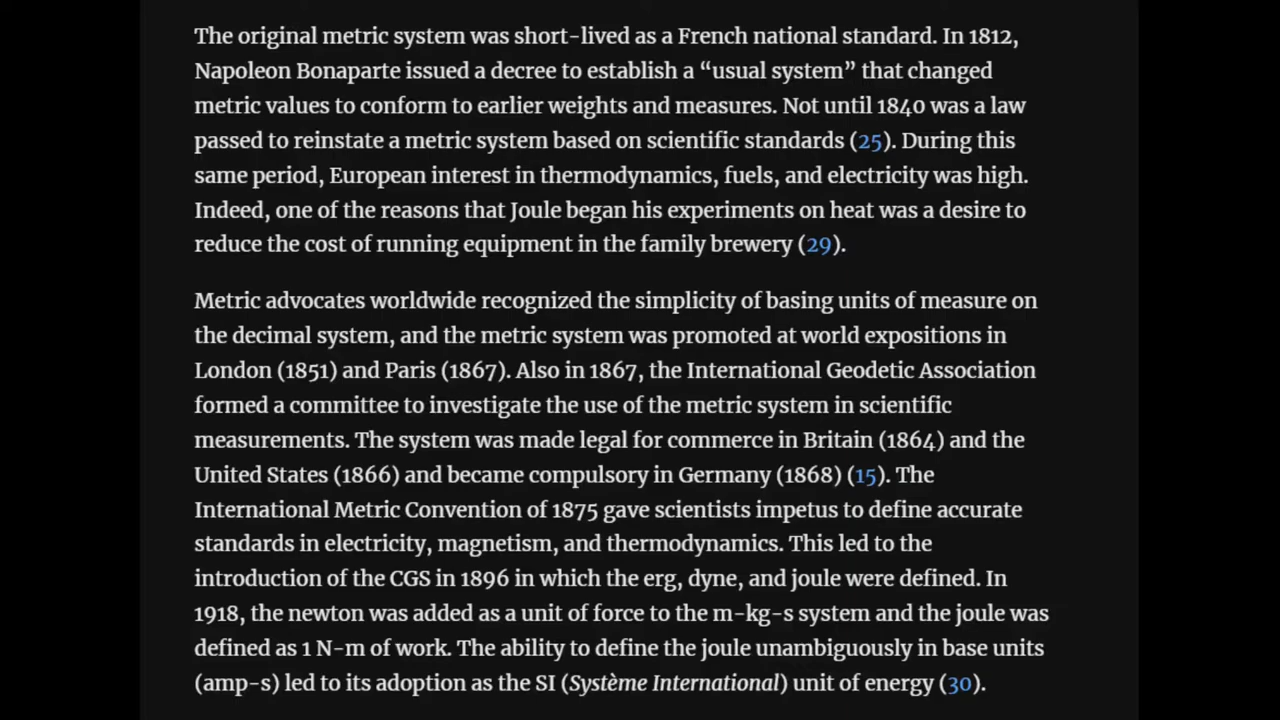 The original metric system was short-lived as a French national standard. In 1812,
Napoleon Bonaparte issued a decree to establish a “usual system” that changed
metric values to conform to earlier weights and measures. Not until 1840 was a law
passed to reinstate a metric system based on scientific standards (25). During this
same period, European interest in thermodynamics, fuels, and electricity was high.
Indeed, one of the reasons that Joule began his experiments on heat was a desire to
reduce the cost of running equipment in the family brewery (29).
Metric advocates worldwide recognized the simplicity of basing units of measure on
the decimal system, and the metric system was promoted at world expositions in
London (1851) and Paris (1867). Also in 1867, the International Geodetic Association
formed a committee to investigate the use of the metric system in scientific
measurements. The system was made legal for commerce in Britain (1864) and the
United States (1866) and became compulsory in Germany (1868) (15). The
International Metric Convention of 1875 gave scientists impetus to define accurate
standards in electricity, magnetism, and thermodynamics. This led to the
introduction of the CGS in 1896 in which the erg, dyne, and joule were defined. In
1918, the newton was added as a unit of force to the m-kg-s system and the joule was
defined as 1 N-m of work. The ability to define the joule unambiguously in base units
(amp-s) led to its adoption as the SI (Système International) unit of energy (30).